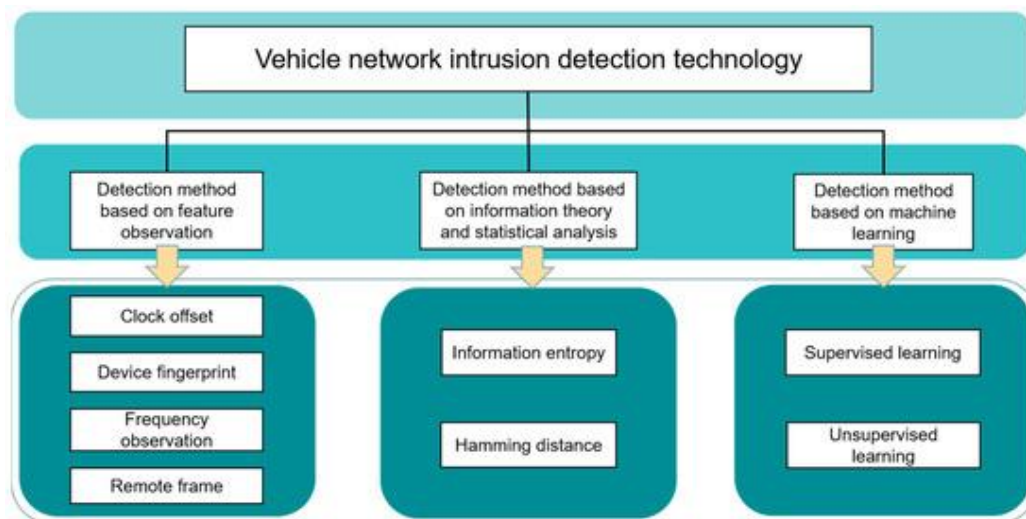 Vehicle network intrusion detection technology
Detection method
based on feature
observation
Detection method based
on information theory
and statistical analysis
Detection method
based on machine
learning
Clock offset
Device fingerprint
Frequency
observation
Remote frame
Information entropy
Hamming distance
Supervised learning
Unsupervised
learning